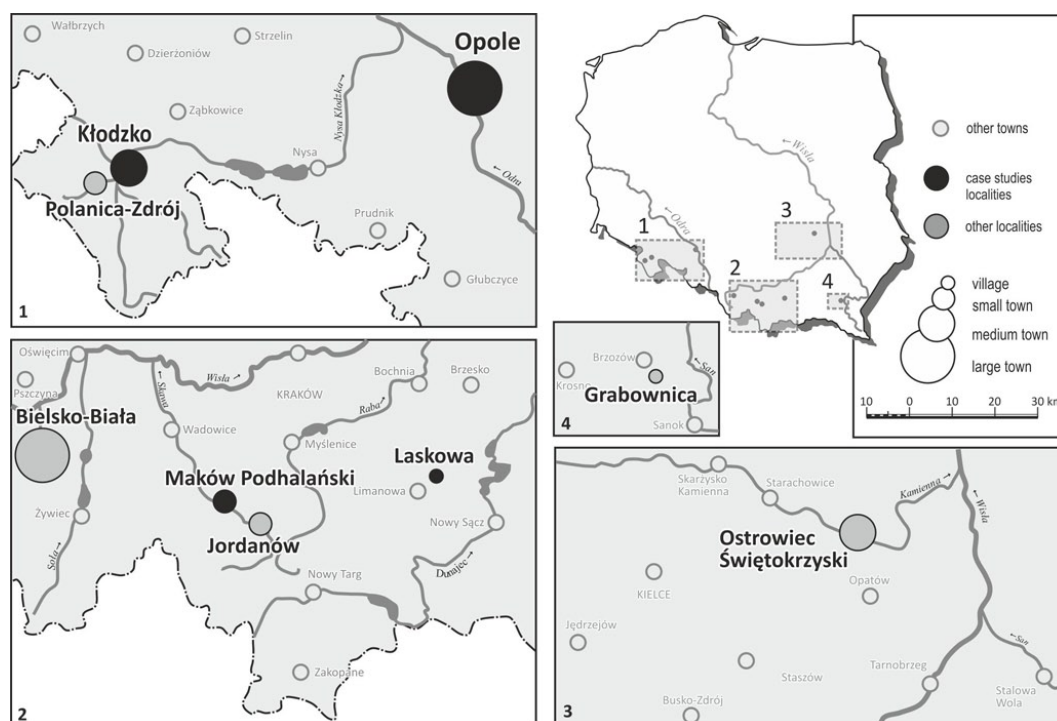 Wałbrzych
Strzelin
Dzierżoniów
Opole
Ząbkowice
Nysa Kłodzka→
Kłodzko
Nysa
←Odra
Polanica-Zdrój
Prudnik
Głubczyce
1
Oświęcim
Wisła→
KRAKÓW
Bochnia
Brzesko
Pszczyna
Bielsko-Biała
←Skawa
Raba→
Wadowice
Myślenice
Laskowa
Maków Podhalański
Limanowa
Żywiec
Jordanów
Nowy Sącz
Soła→
Dunajec→
Nowy Targ
Zakopane
2
←Wisła
←Odra
1
2
3
4
other towns
case studies
localities
other localities
village
small town
medium town
large town
10 0 10 20 30 km
Brzozów
←San
Krosno
Grabownica
Sanok
4
Skarżysko
Kamienna
Starachowice
Kamienna→
←Wisła
Ostrowiec
Świętokrzyski
KIELCE
Opatów
Jędrzejów
←San
Staszów
Tarnobrzeg
Stalowa
Wola
Busko-Zdrój
3